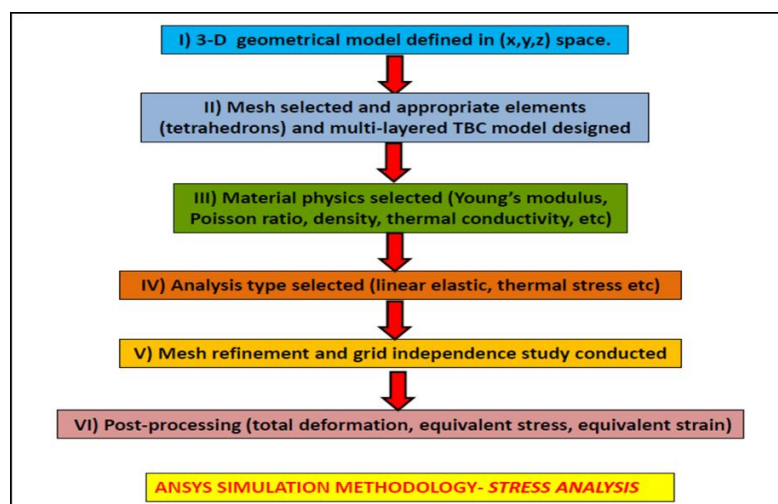 I) 3-D geometrical model defined in (x,y,z) space.
II) Mesh selected and appropriate elements
(tetrahedrons) and multi-layered TBC model designed
III) Material physics selected (Young's modulus,
Poisson ratio, density, thermal conductivity, etc)
IV) Analysis type selected (linear elastic, thermal stress etc)
V) Mesh refinement and grid independence study conducted
VI) Post-processing (total deformation, equivalent stress, equivalent strain)
ANSYS SIMULATION METHODOLOGY- STRESS ANALYSIS